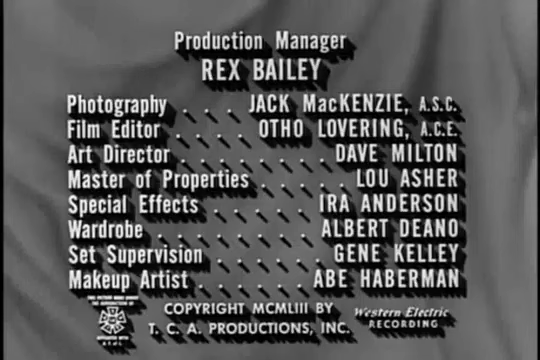 Production Manager
REX BAILEY
Photography . . . . JACK MacKENZIE, A.S.C.
Film Editor . . . . OTHO LOVERING, A.C.E.
Art Director . . . . . . . DAVE MILTON
Master of Properties . . . . . LOU ASHER
Special Effects . . . . . . IRA ANDERSON
Wardrobe . . . . . . . . ALBERT DEANO
Set Supervision . . . . . . GENE KELLEY
Makeup Artist . . . . . ABE HABERMAN
COPYRIGHT MCMLIII BY
T. C. A. PRODUCTIONS, INC.
Western Electric
RECORDING